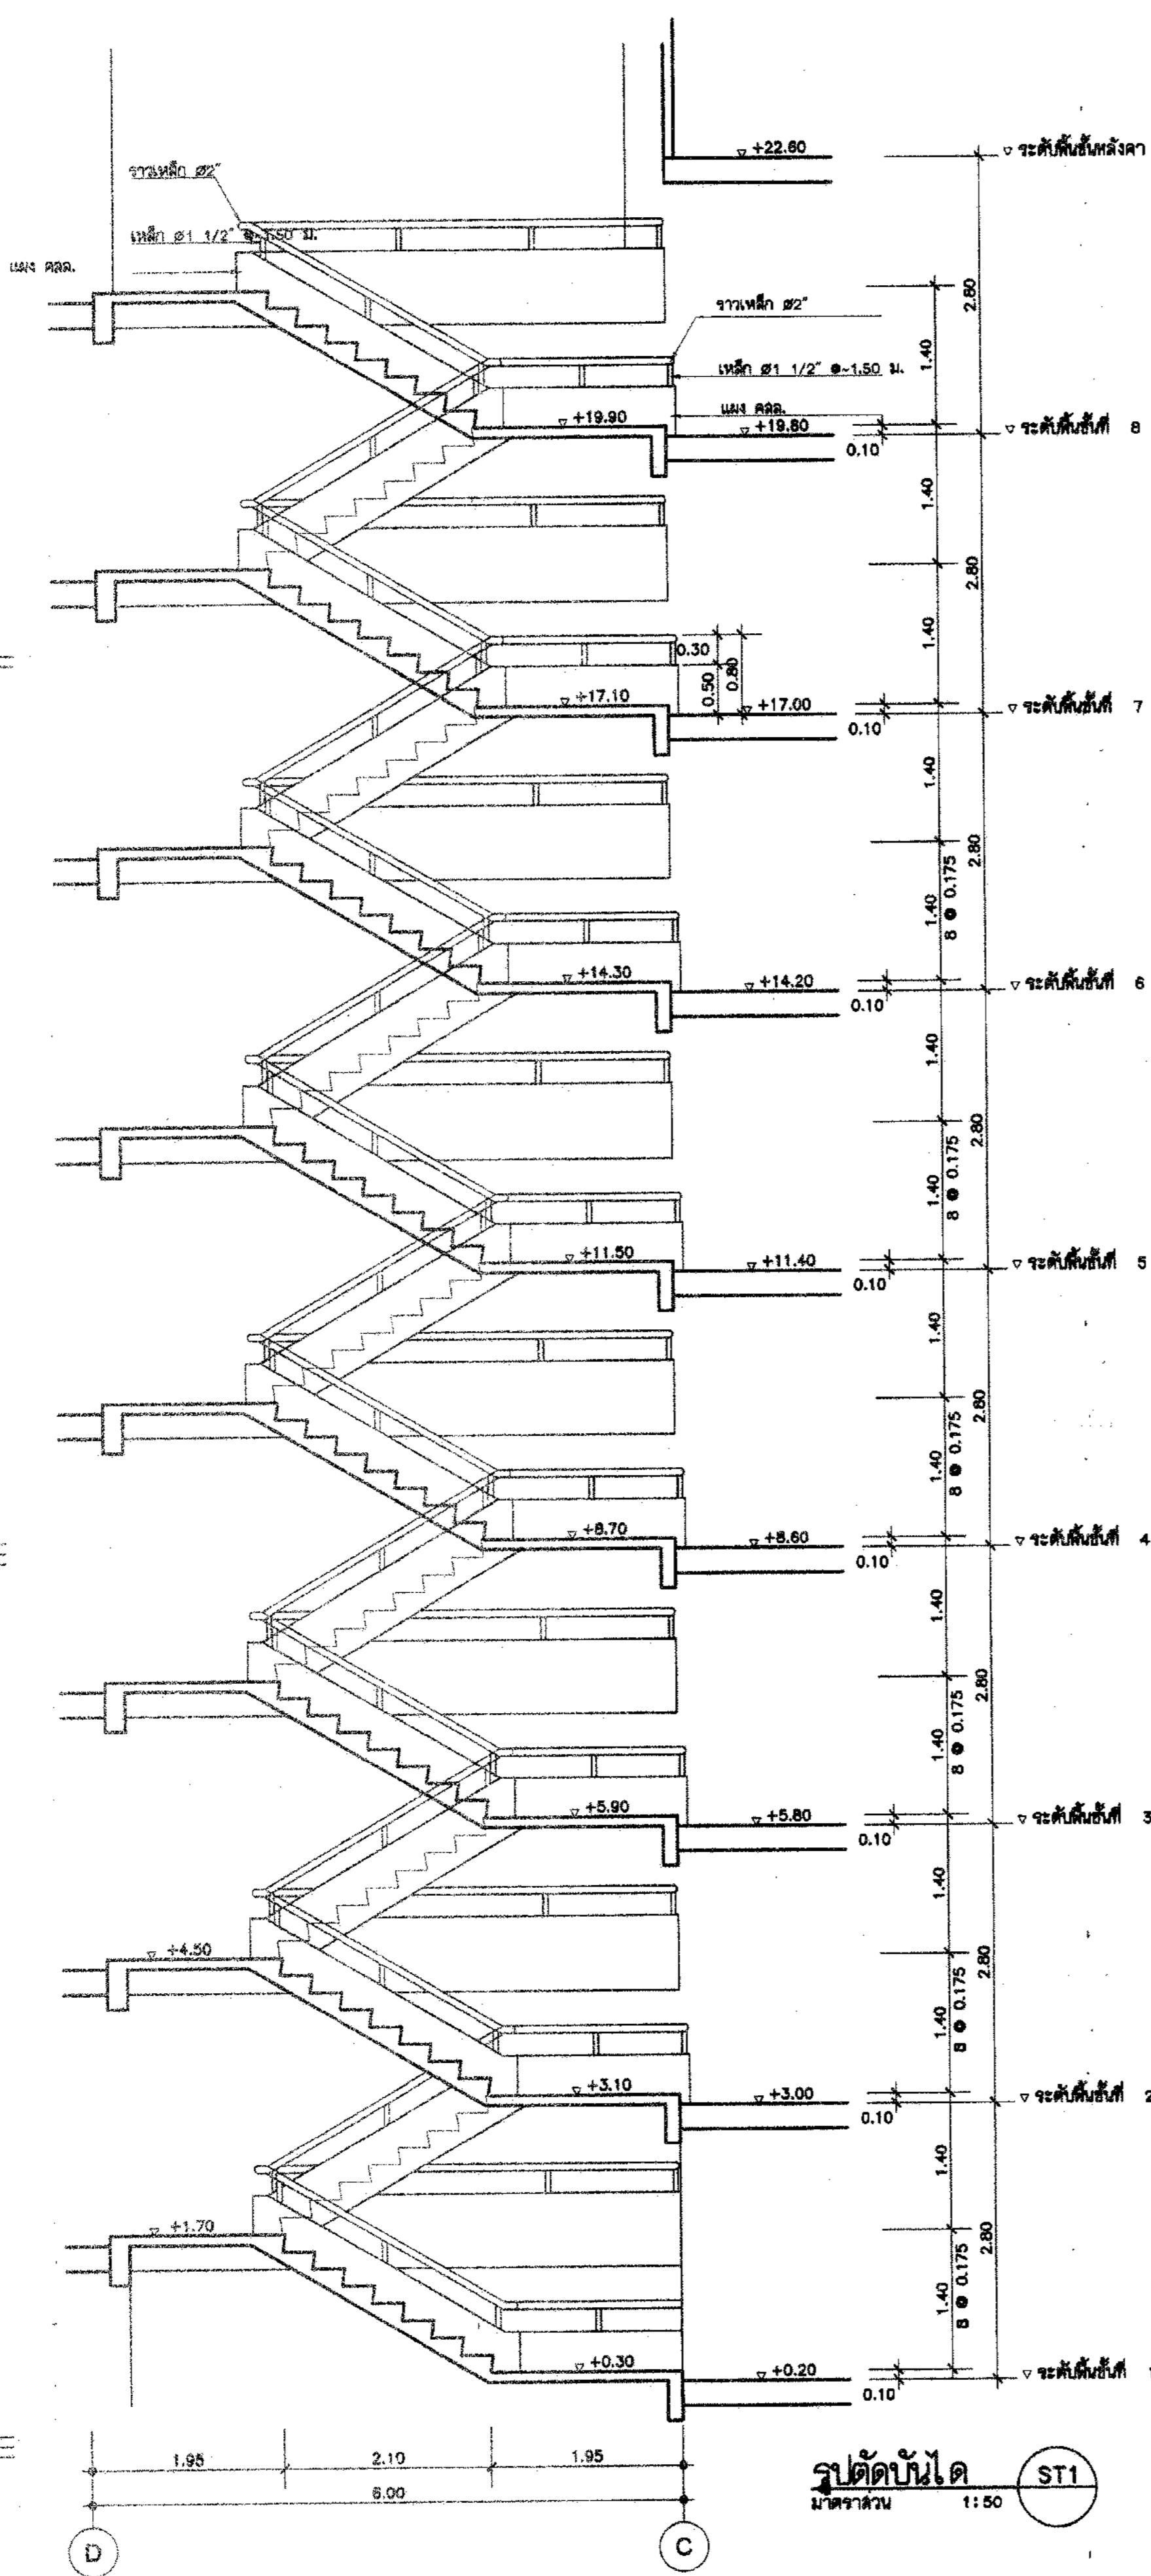 +22.60 ระดับพื้นชั้นหลังคา
ราวเหล็ก ø2"
เหล็ก ø1 1/2" @~1.50 ม.
แผง คสล.
2.80
ราวเหล็ก ø2"
1.40
เหล็ก ø1 1/2" @~1.50 ม.
แผง คสล.
+19.90 +19.80 ระดับพื้นชั้นที่ 8
0.10
1.40
2.80
1.40
0.30
0.50 0.80
+17.10 +17.00 ระดับพื้นชั้นที่ 7
0.10
1.40
2.80
1.40
8 @ 0.175
+14.30 +14.20 ระดับพื้นชั้นที่ 6
0.10
1.40
2.80
1.40
8 @ 0.175
+11.50 +11.40 ระดับพื้นชั้นที่ 5
0.10
1.40
2.80
1.40
8 @ 0.175
+8.70 +8.60 ระดับพื้นชั้นที่ 4
0.10
1.40
2.80
1.40
8 @ 0.175
+5.90 +5.80 ระดับพื้นชั้นที่ 3
0.10
1.40
+4.50
2.80
1.40
8 @ 0.175
+3.10 +3.00 ระดับพื้นชั้นที่ 2
0.10
1.40
+1.70
2.80
1.40
8 @ 0.175
+0.30 +0.20 ระดับพื้นชั้นที่
0.10
1.95 2.10 1.95
6.00
รูปตัดบันได ST1
มาตราส่วน 1:50
D C